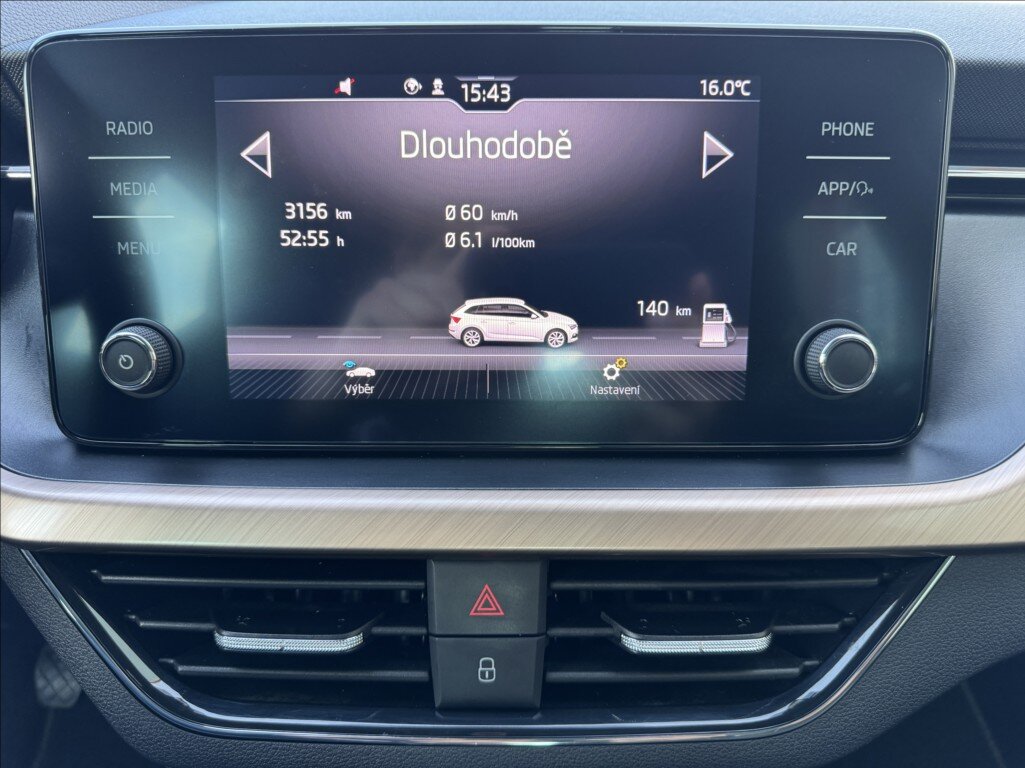 15:43
16.0°C
RADIO
MEDIA
MENU
Dlouhodobě
3156 km
52:55 h
Ø 60 km/h
Ø 6.1 l/100km
140 km
Výběr
Nastavení
PHONE
APP/
CAR